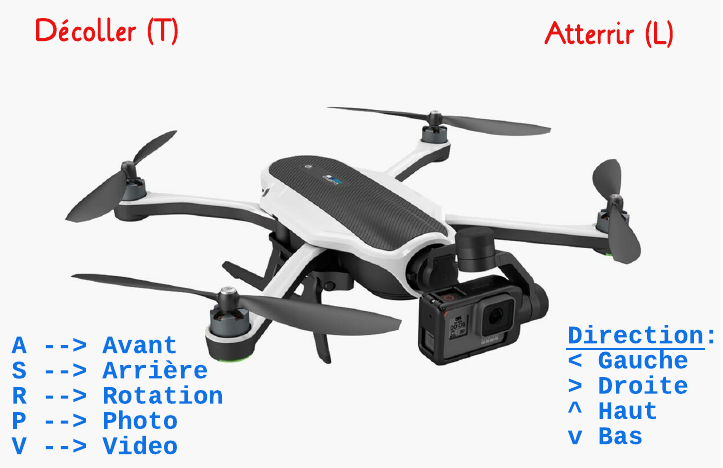 Décoller (T)
Atterrir (L)
A --> Avant
S --> Arrière
R --> Rotation
P --> Photo
V --> Video
Direction:
< Gauche
> Droite
^ Haut
v Bas